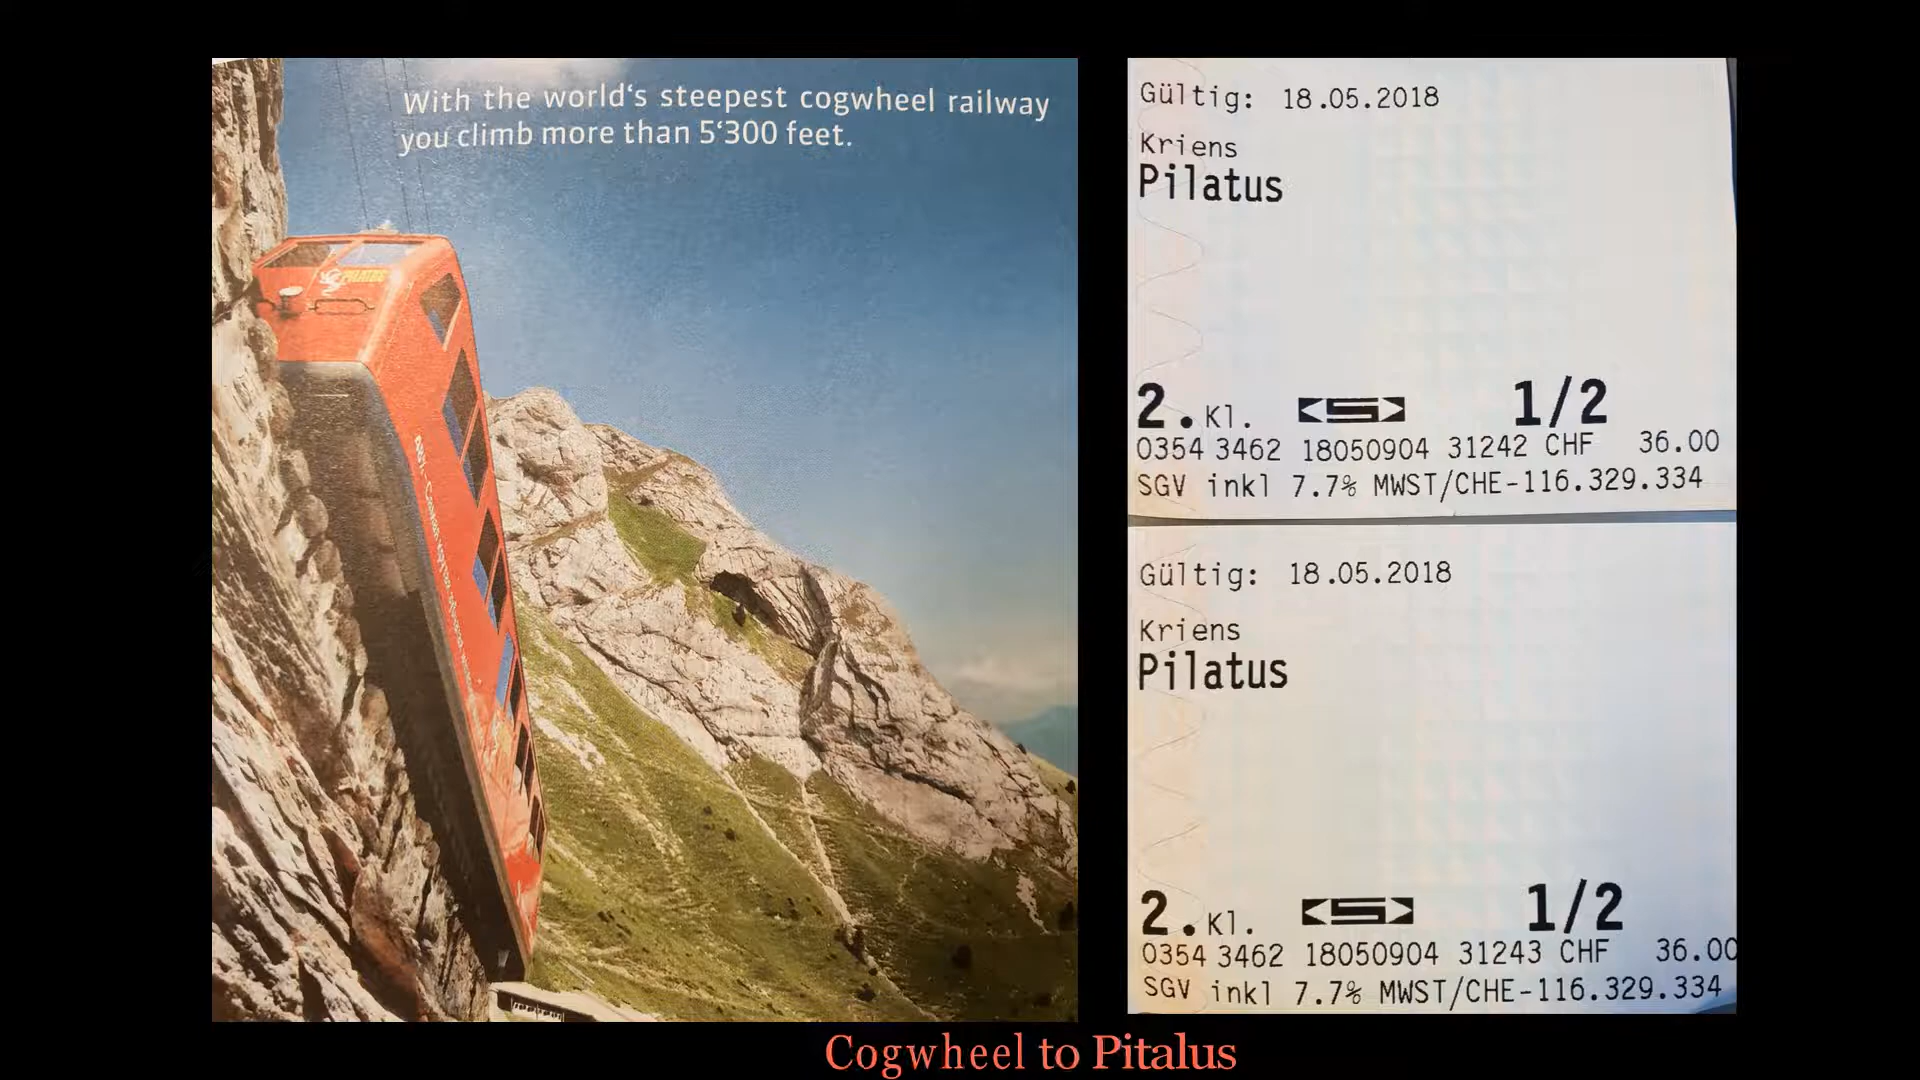 With the world's steepest cogwheel railway
you climb more than 5'300 feet.
PILATUS
Gültig: 18.05.2018
Kriens
Pilatus
2. Kl. 1/2
0354 3462 18050904 31242 CHF 36.00
SGV inkl 7.7% MWST/CHE-116.329.334
Gültig: 18.05.2018
Kriens
Pilatus
2. Kl. 1/2
0354 3462 18050904 31243 CHF 36.00
SGV inkl 7.7% MWST/CHE-116.329.334
Cogwheel to Pitalus